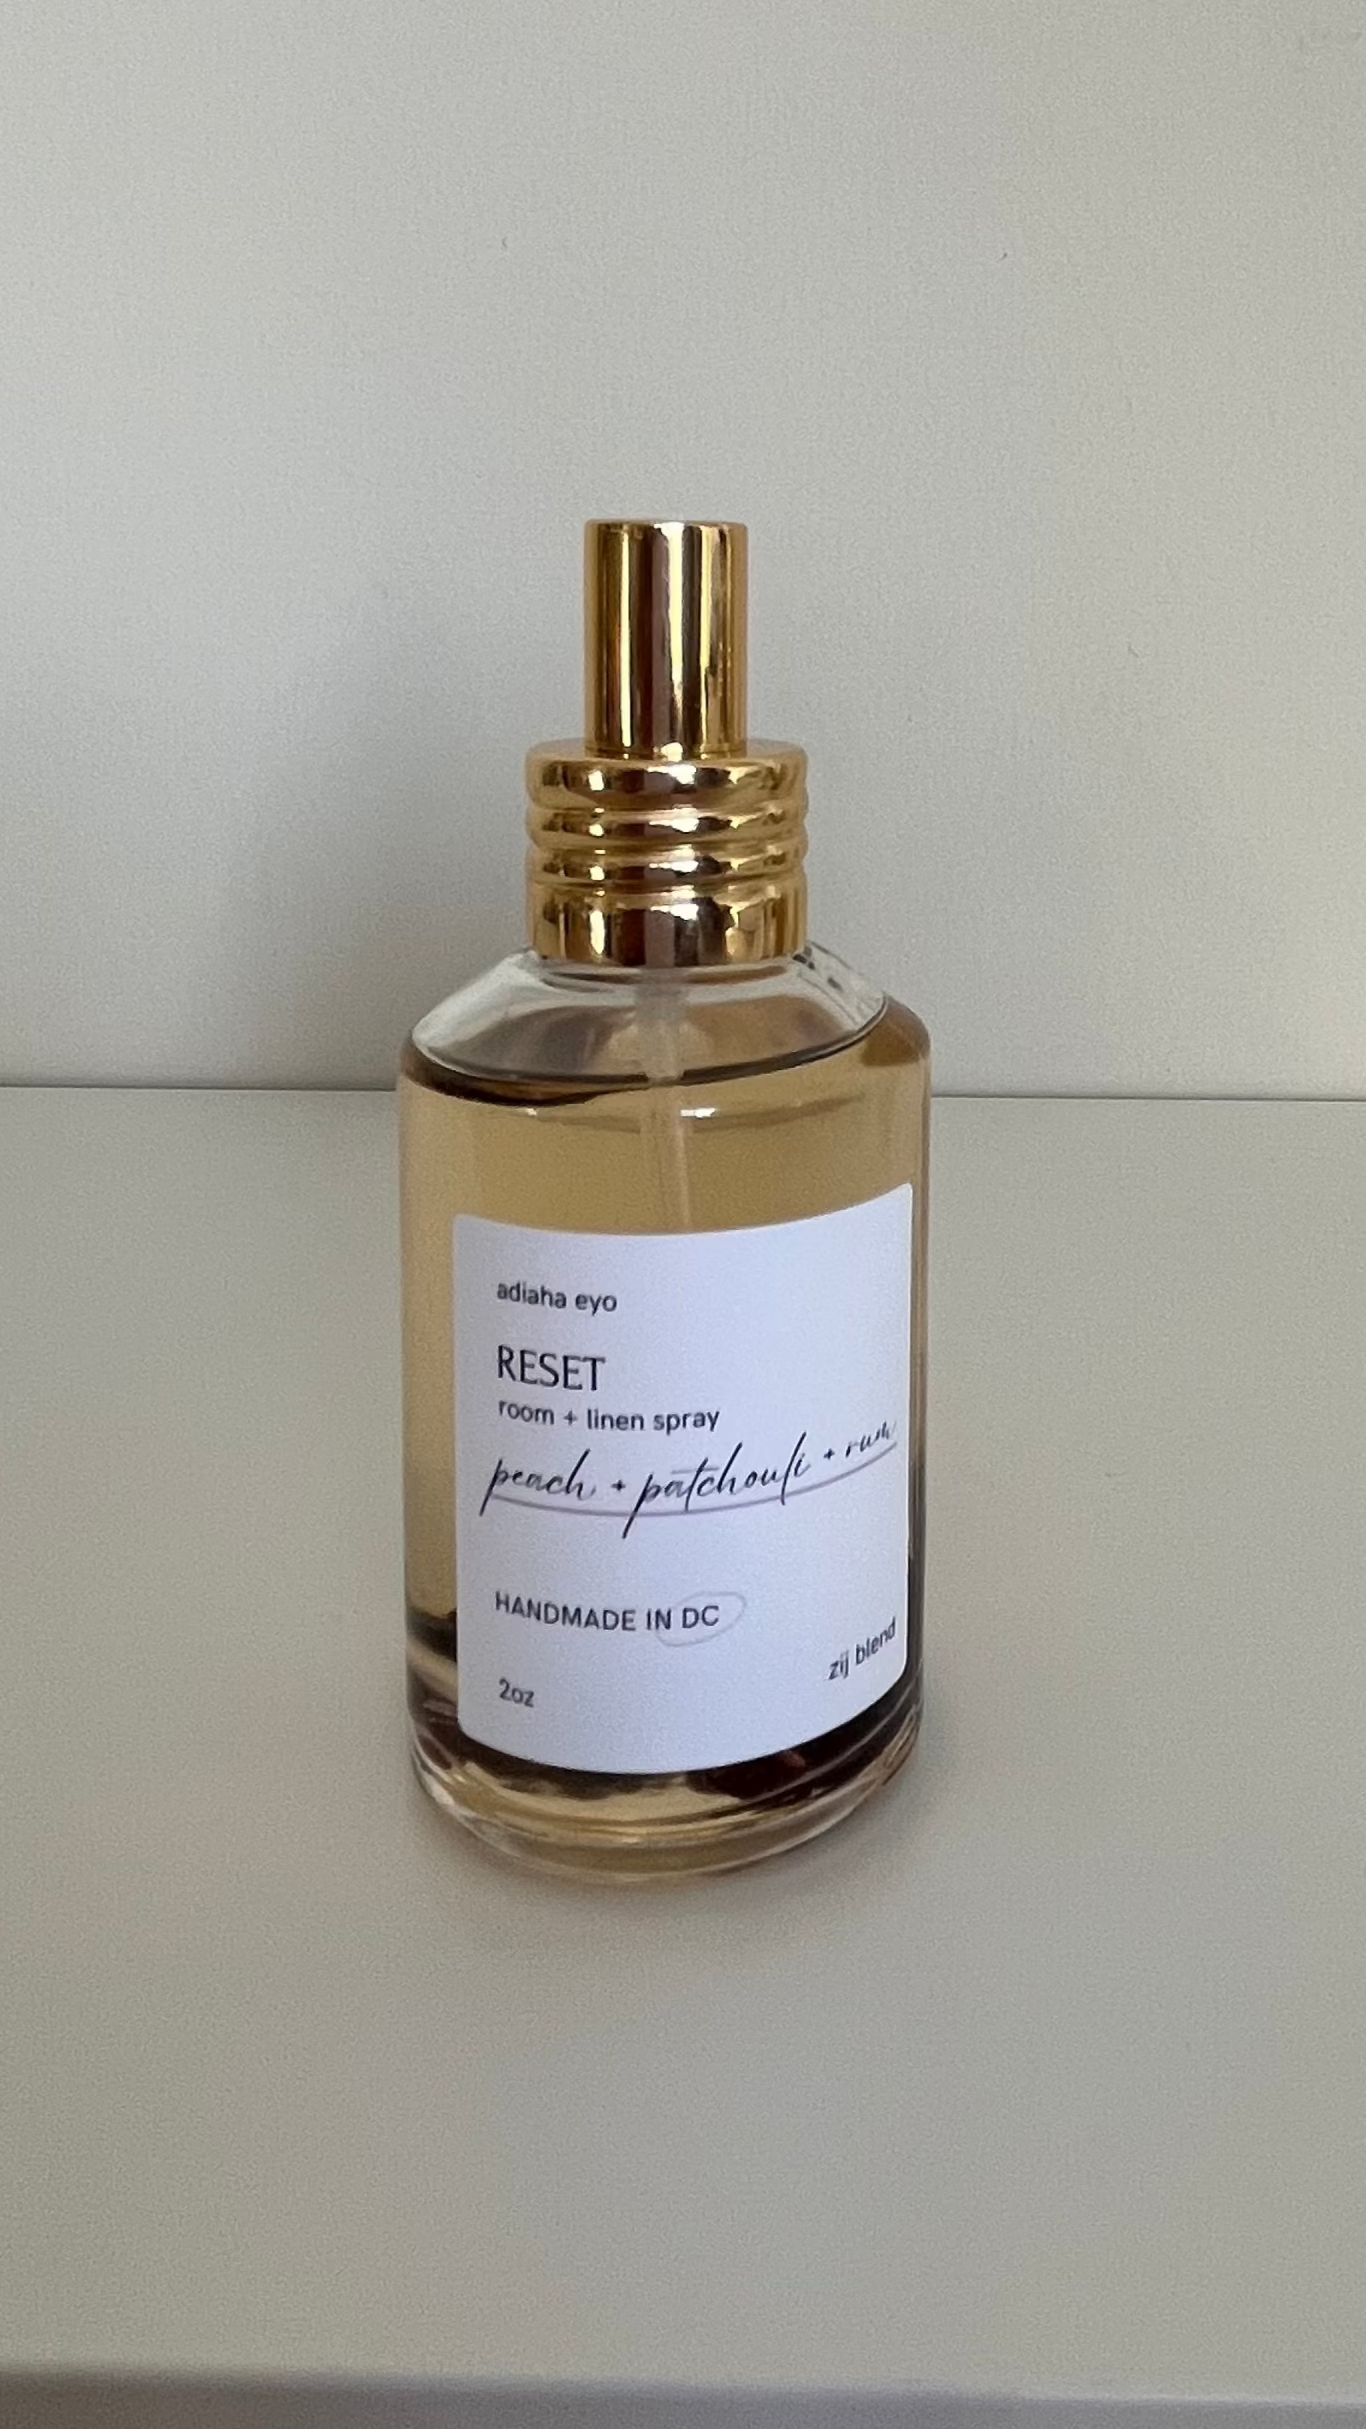 adiaha eyo
RESET
room + linen spray
peach + patchouli + rum
HANDMADE IN DC
zij blend
2oz